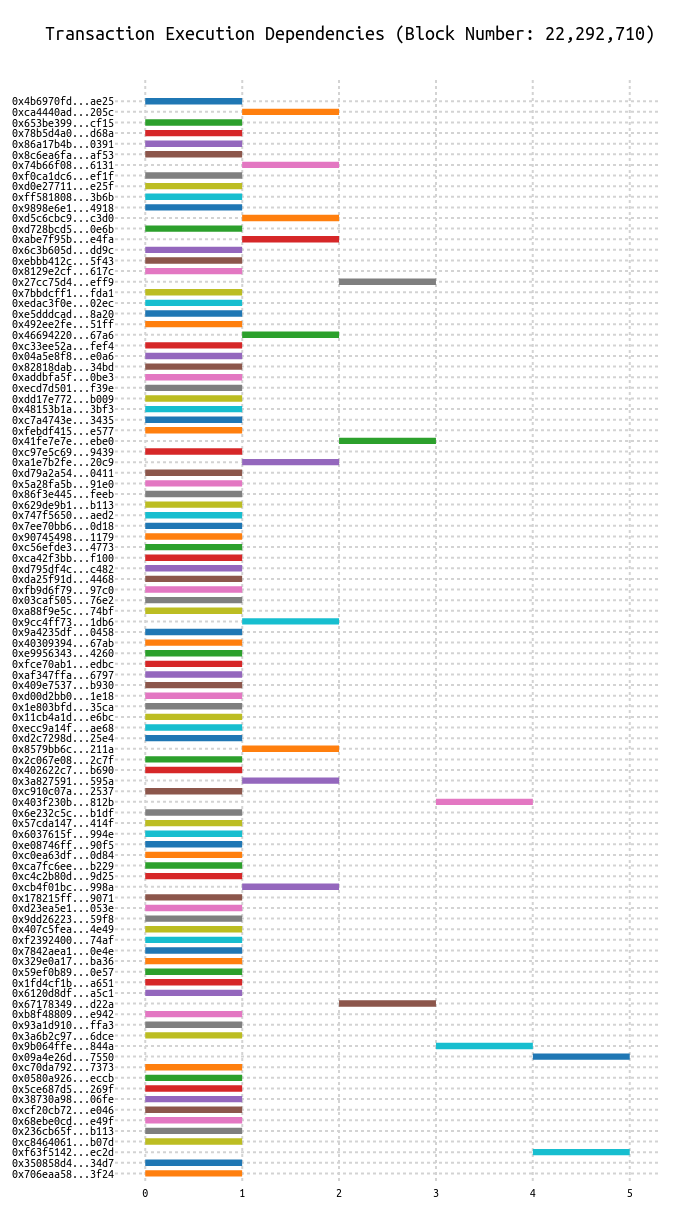 Transaction Execution Dependencies (Block Number: 22,292,710)
0x4b6970fd...ae25
0xca4440ad...205c
0x653be399...cf15
0x78b5d4a0...d68a
0x86a17b4b...0391
0x8c6ea6fa...af53
0x74b66f08...6131
0xf0ca1dc6...ef1f
0xd0e27711...e25f
0xff581808...3b6b
0x9898e6e1...4918
0xd5c6cbc9...c3d0
0xd728bcd5...0e6b
0xabe7f95b...e4fa
0x6c3b605d...dd9c
0xebbb412c...5f43
0x8129e2cf...617c
0x27cc75d4...eff9
0x7bbdcff1...fda1
0xedac3f0e...02ec
0xe5dddcad...8a20
0x492ee2fe...51ff
0x46694220...67a6
0xc33ee52a...fef4
0x04a5e8f8...e0a6
0x82818dab...34bd
0xaddbfa5f...0be3
0xecd7d501...f39e
0xdd17e772...b009
0x48153b1a...3bf3
0xc7a4743e...3435
0xfebdf415...e577
0x41fe7e7e...ebe0
0xc97e5c69...9439
0xa1e7b2fe...20c9
0xd79a2a54...0411
0x5a28fa5b...91e0
0x86f3e445...feeb
0x629de9b1...b113
0x747f5650...aed2
0x7ee70bb6...0d18
0x90745498...1179
0xc56efde3...4773
0xca42f3bb...f100
0xd795df4c...c482
0xda25f91d...4468
0xfb9d6f79...97c0
0x03caf505...76e2
0xa88f9e5c...74bf
0x9cc4ff73...1db6
0x9a4235df...0458
0x40309394...67ab
0xe9956343...4260
0xfce70ab1...edbc
0xaf347ffa...6797
0x409e7537...b930
0xd00d2bb0...1e18
0x1e803bfd...35ca
0x11cb4a1d...e6bc
0xecc9a14f...ae68
0xd2c7298d...25e4
0x8579bb6c...211a
0x2c067e08...2c7f
0x402622c7...b690
0x3a827591...595a
0xc910c07a...2537
0x403f230b...812b
0x6e232c5c...b1df
0x57cda147...414f
0x6037615f...994e
0xe08746ff...90f5
0xc0ea63df...0d84
0xca7fc6ee...b229
0xc4c2b80d...9d25
0xcb4f01bc...998a
0x178215ff...9071
0xd23ea5e1...053e
0x9dd26223...59f8
0x407c5fea...4e49
0xf2392400...74af
0x7842aea1...0e4e
0x329e0a17...ba36
0x59ef0b89...0e57
0x1fd4cf1b...a651
0x6120d8df...a5c1
0x67178349...d22a
0xb8f48809...e942
0x93a1d910...ffa3
0x3a6b2c97...6dce
0x9b064ffe...844a
0x09a4e26d...7550
0xc70da792...7373
0x0580a926...eccb
0x5ce687d5...269f
0x38730a98...06fe
0xcf20cb72...e046
0x68ebe0cd...e49f
0x236cb65f...b113
0xc8464061...b07d
0xf63f5142...ec2d
0x350858d4...34d7
0x706eaa58...3f24
0 1 2 3 4 5